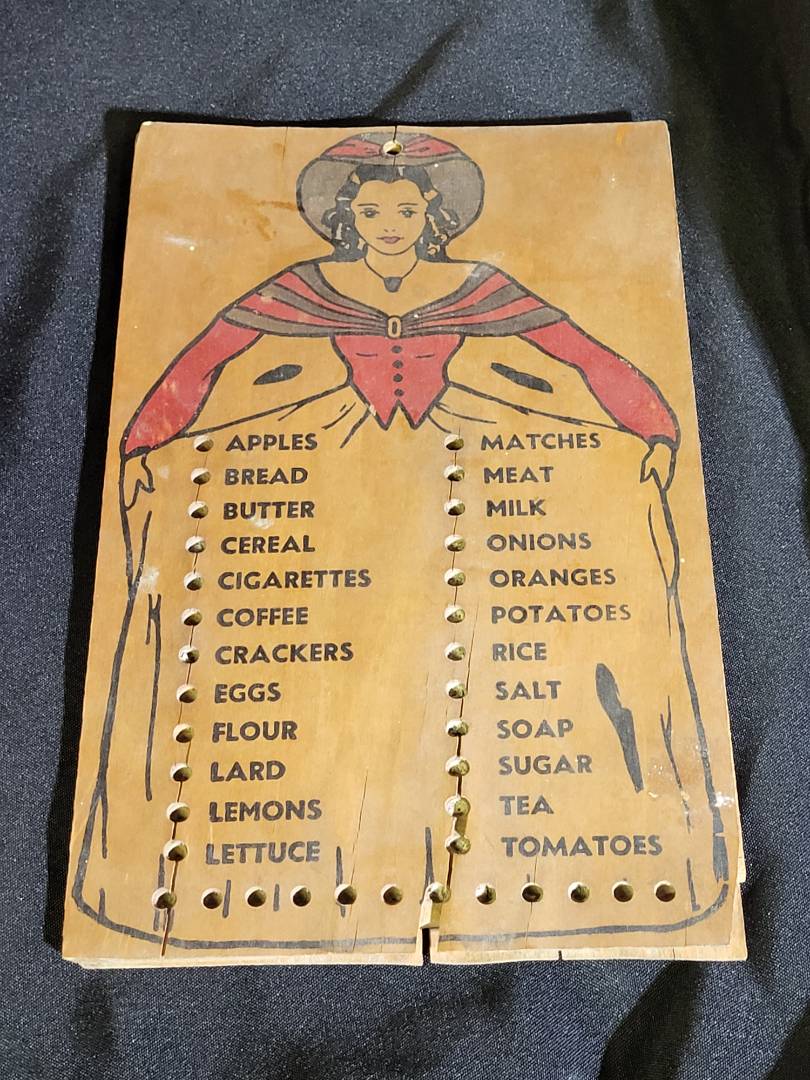 APPLES
BREAD
BUTTER
CEREAL
CIGARETTES
COFFEE
CRACKERS
EGGS
FLOUR
LARD
LEMONS
LETTUCE
MATCHES
MEAT
MILK
ONIONS
ORANGES
POTATOES
RICE
SALT
SOAP
SUGAR
TEA
TOMATOES